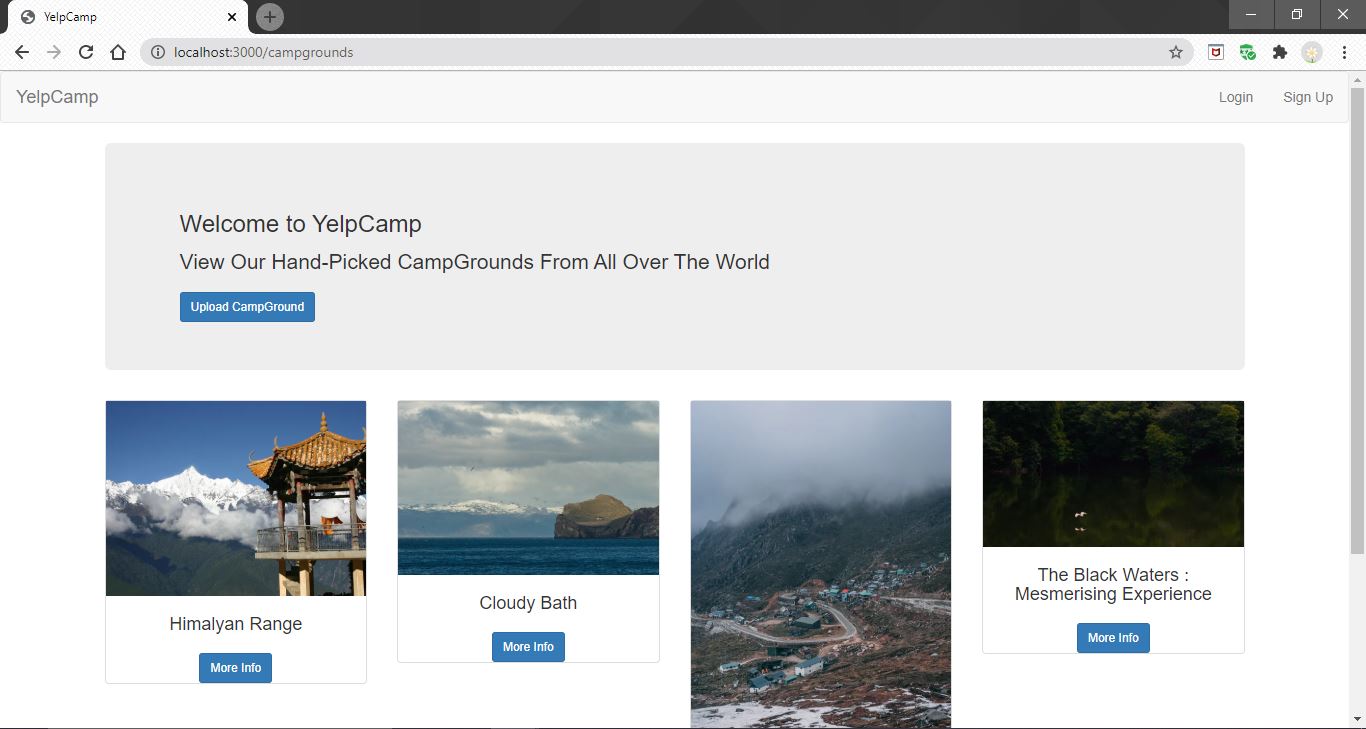 YelpCamp
localhost:3000/campgrounds
YelpCamp
Login
Sign Up
Welcome to YelpCamp
View Our Hand-Picked CampGrounds From All Over The World
Upload CampGround
Himalyan Range
More Info
Cloudy Bath
More Info
The Black Waters :
Mesmerising Experience
More Info